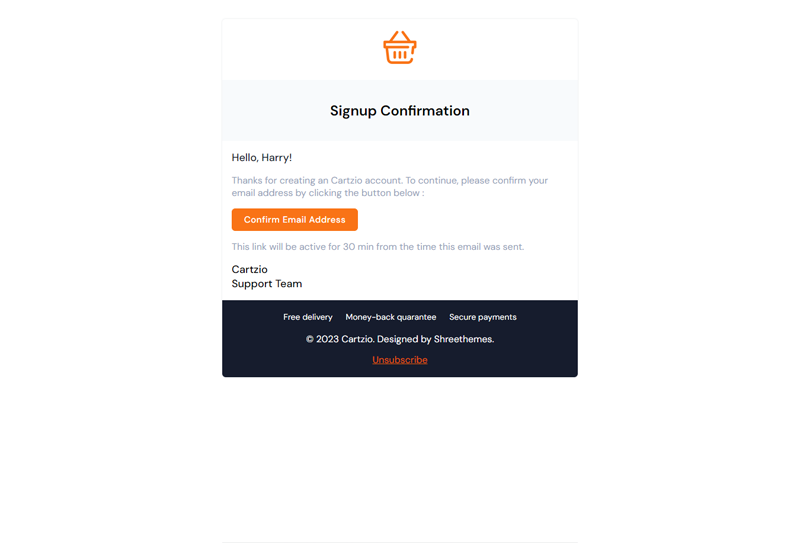 Signup Confirmation
Hello, Harry!
Thanks for creating an Cartzio account. To continue, please confirm your
email address by clicking the button below :
Confirm Email Address
This link will be active for 30 min from the time this email was sent.
Cartzio
Support Team
Free delivery Money-back quarantee Secure payments
© 2023 Cartzio. Designed by Shreethemes.
Unsubscribe